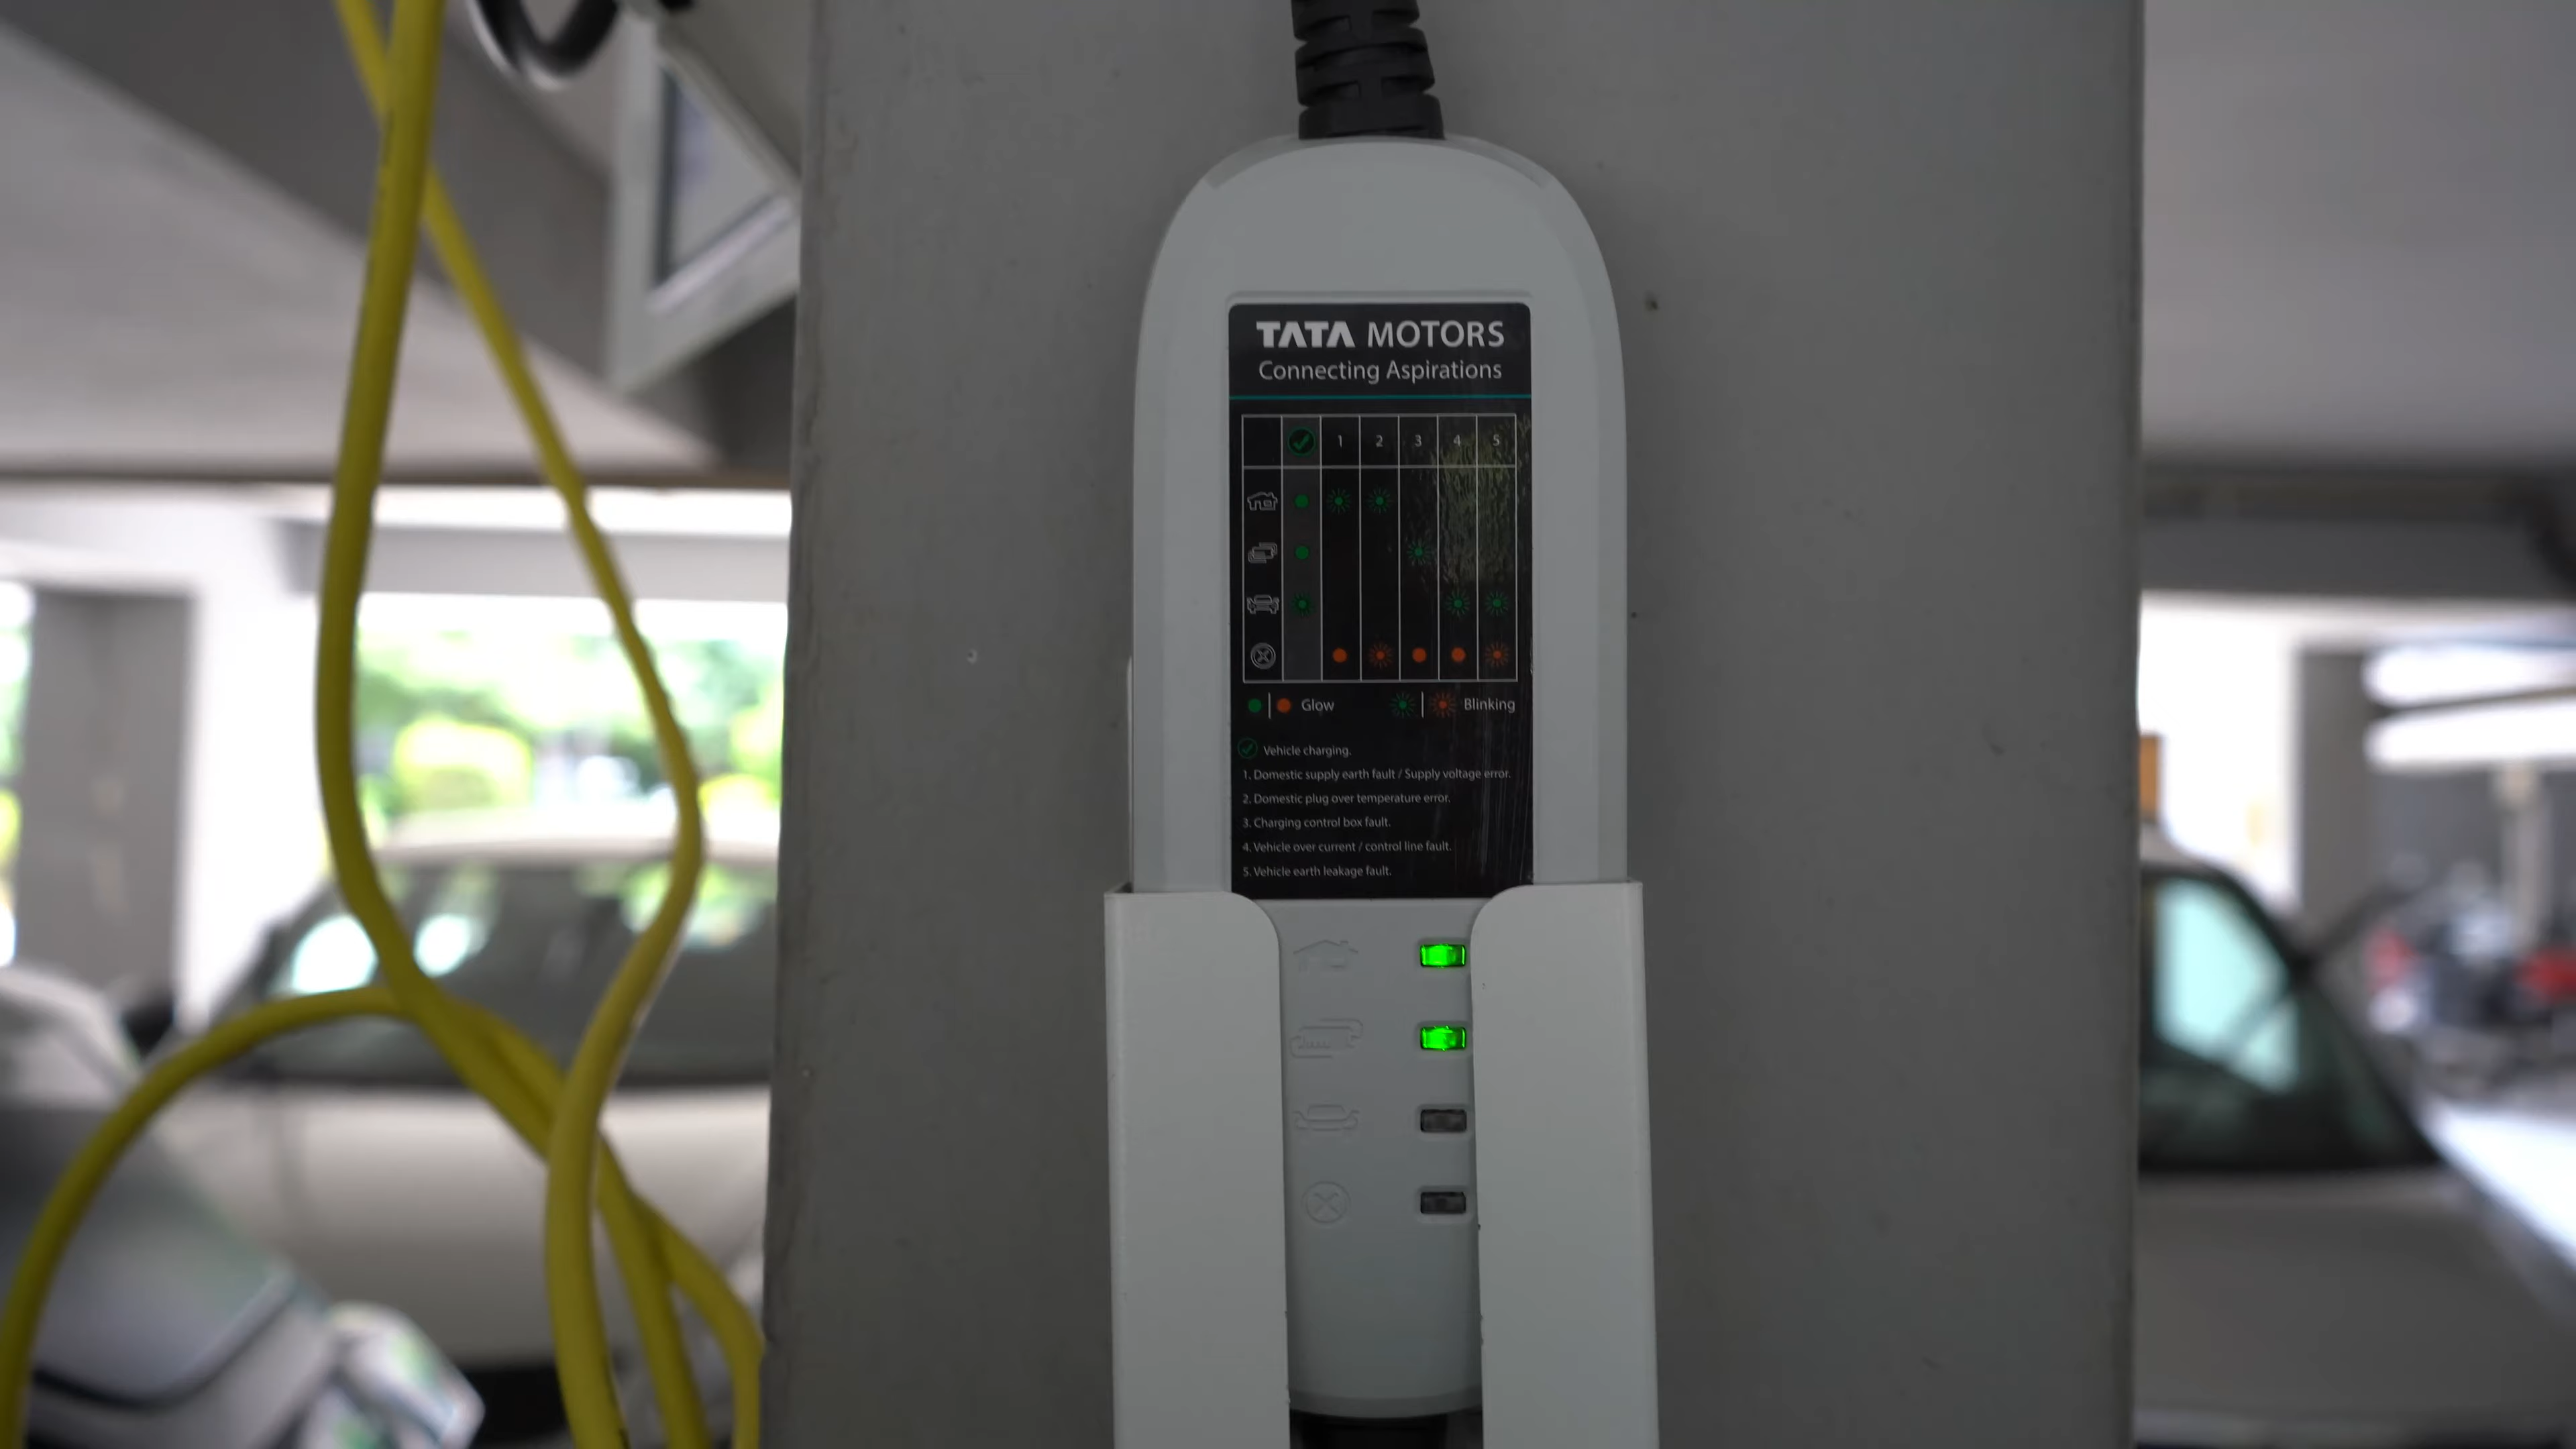 TATA MOTORS
Connecting Aspirations
1 2 3 4 5
Glow Blinking
Vehicle charging.
1. Domestic supply earth fault / Supply voltage error.
2. Domestic plug over temperature error.
3. Charging control box fault.
4. Vehicle over current / control line fault.
5. Vehicle earth leakage fault.